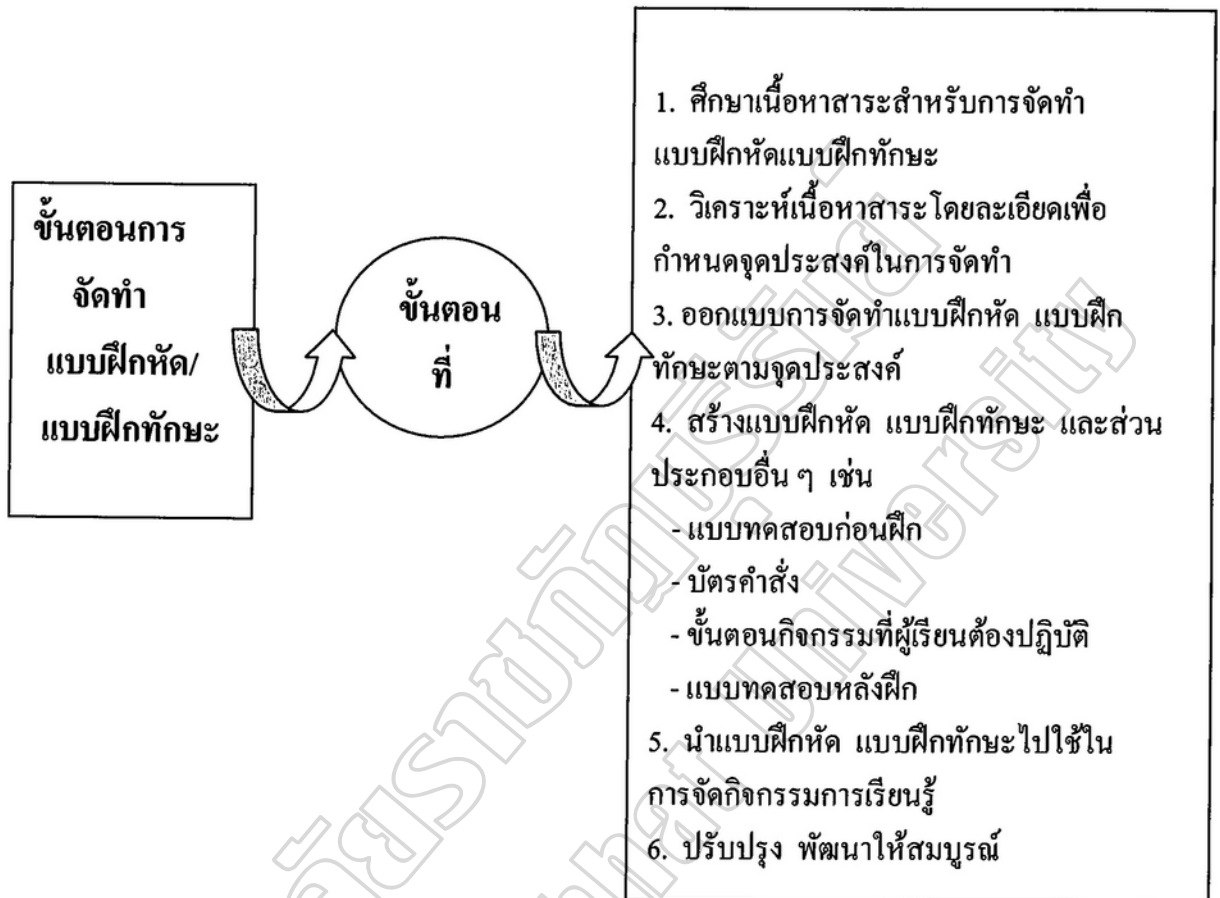 ขั้นตอนการ
จัดทำ
แบบฝึกหัด/
แบบฝึกทักษะ
ขั้นตอน
ที่
1. ศึกษาเนื้อหาสาระสำหรับการจัดทำ
แบบฝึกหัดแบบฝึกทักษะ
2. วิเคราะห์เนื้อหาสาระโดยละเอียดเพื่อ
กำหนดจุดประสงค์ในการจัดทำ
3. ออกแบบการจัดทำแบบฝึกหัด แบบฝึก
ทักษะตามจุดประสงค์
4. สร้างแบบฝึกหัด แบบฝึกทักษะ และส่วน
ประกอบอื่น ๆ เช่น
- แบบทดสอบก่อนฝึก
- บัตรคำสั่ง
- ขั้นตอนกิจกรรมที่ผู้เรียนต้องปฏิบัติ
- แบบทดสอบหลังฝึก
5. นำแบบฝึกหัด แบบฝึกทักษะไปใช้ใน
การจัดกิจกรรมการเรียนรู้
6. ปรับปรุง พัฒนาให้สมบูรณ์
University